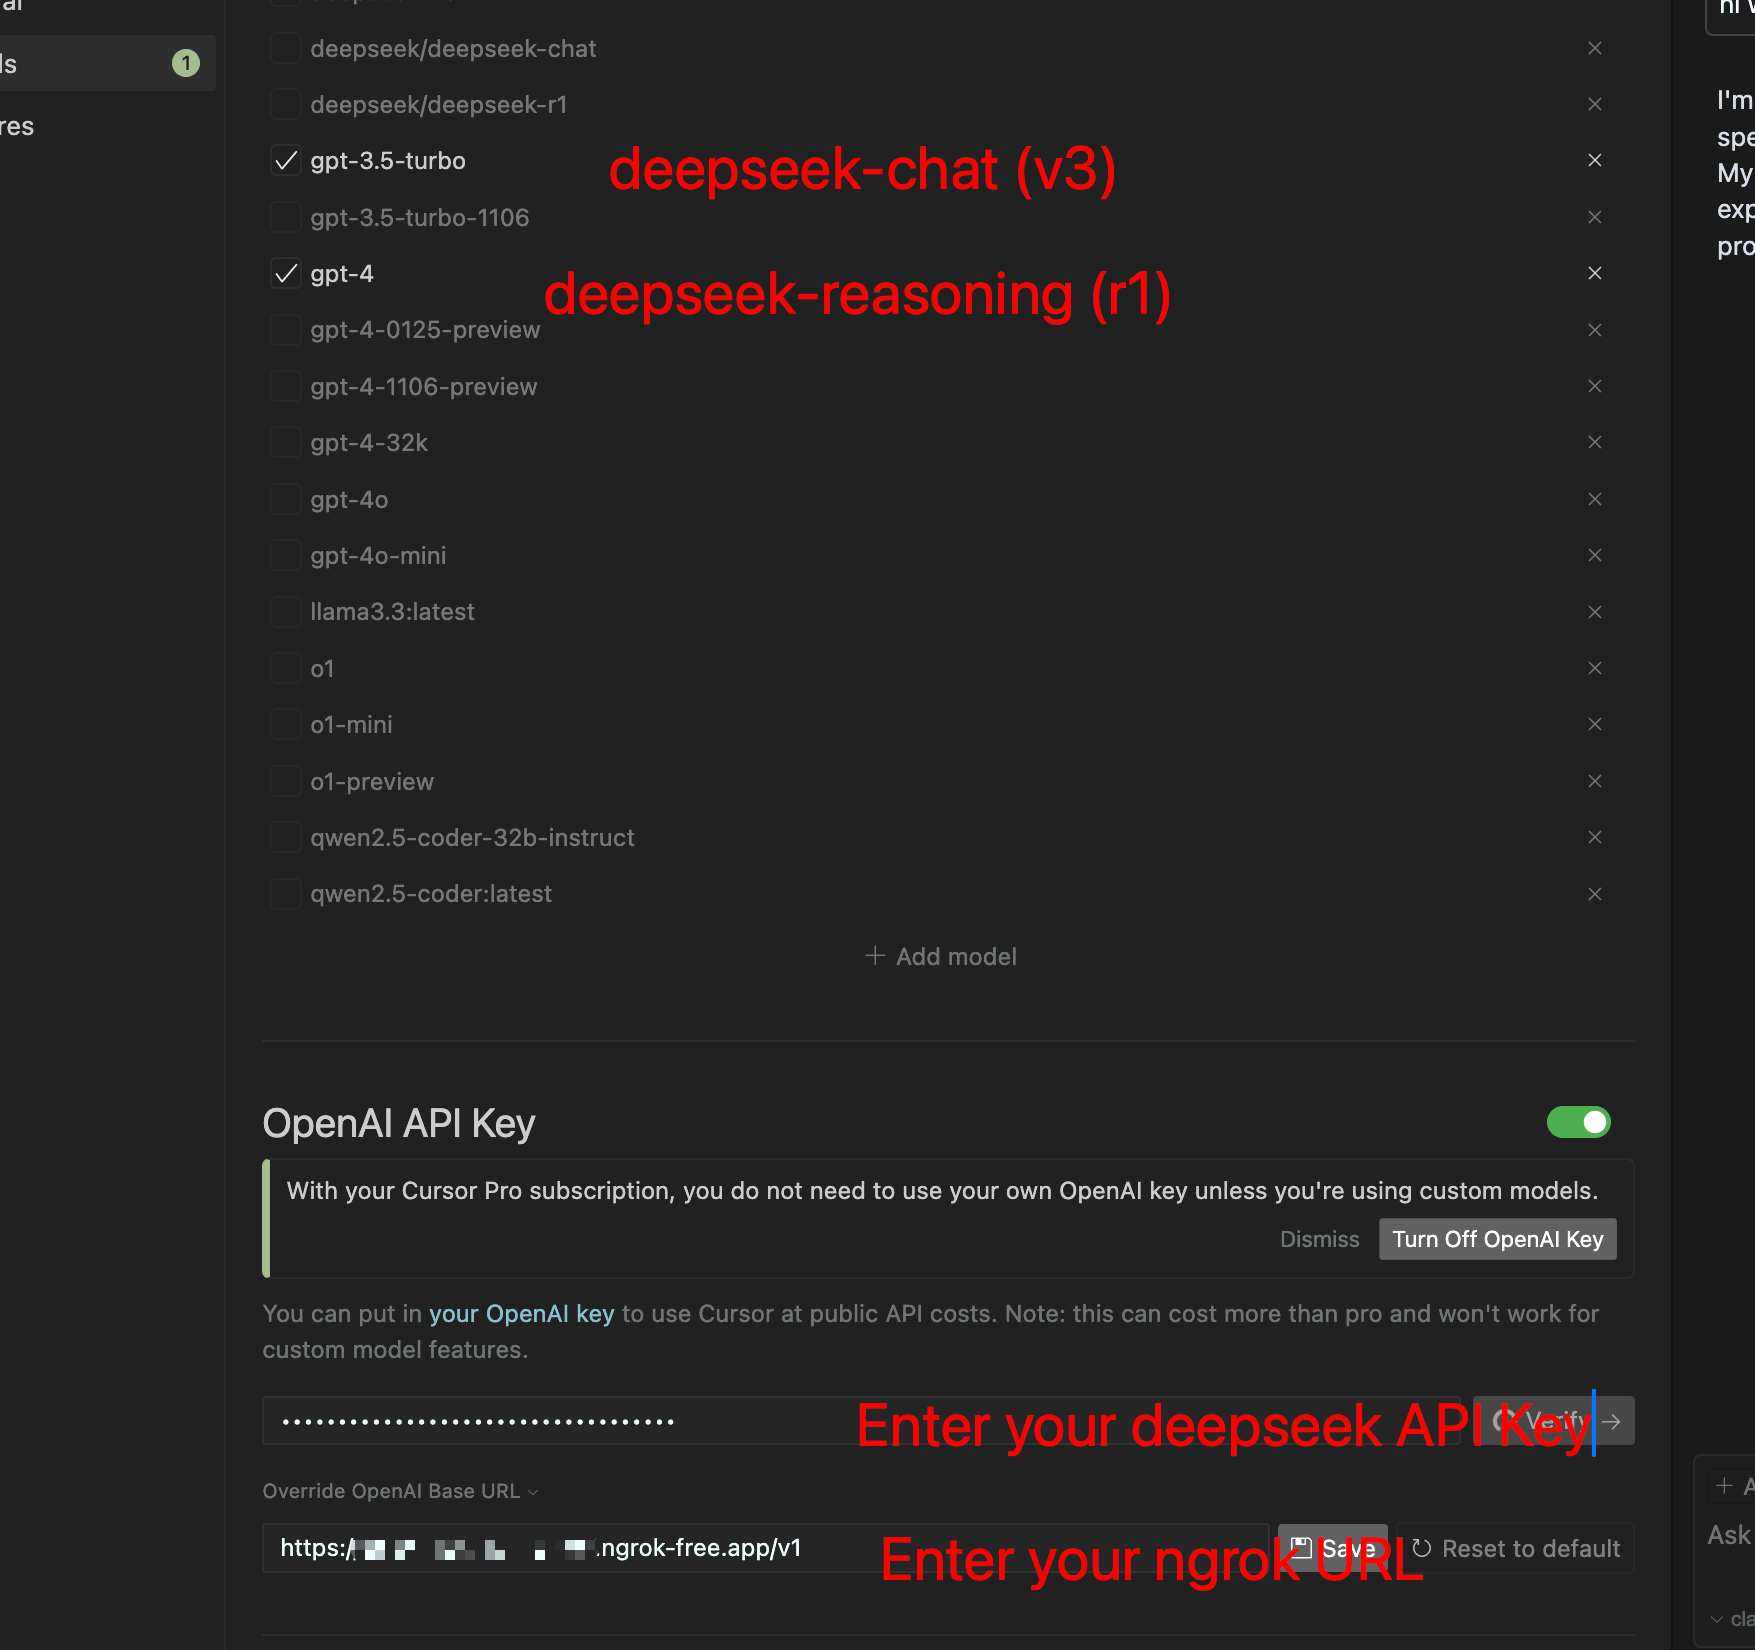 deepseek/deepseek-chat
deepseek/deepseek-r1
gpt-3.5-turbo
deepseek-chat (v3)
gpt-3.5-turbo-1106
gpt-4
deepseek-reasoning (r1)
gpt-4-0125-preview
gpt-4-1106-preview
gpt-4-32k
gpt-4o
gpt-4o-mini
llama3.3:latest
o1
o1-mini
o1-preview
qwen2.5-coder-32b-instruct
qwen2.5-coder:latest
+ Add model
OpenAI API Key
With your Cursor Pro subscription, you do not need to use your own OpenAI key unless you're using custom models.
Dismiss
Turn Off OpenAI Key
You can put in your OpenAI key to use Cursor at public API costs. Note: this can cost more than pro and won't work for
custom model features.
••••••••••••••••••••••••••••••••••• Enter your deepseek API Key
Verify →
Override OpenAI Base URL
https:/ .ngrok-free.app/v1
Enter your ngrok URL
Save
Reset to default
1
res
hi
I'm
spe
My
exp
pro
Ask